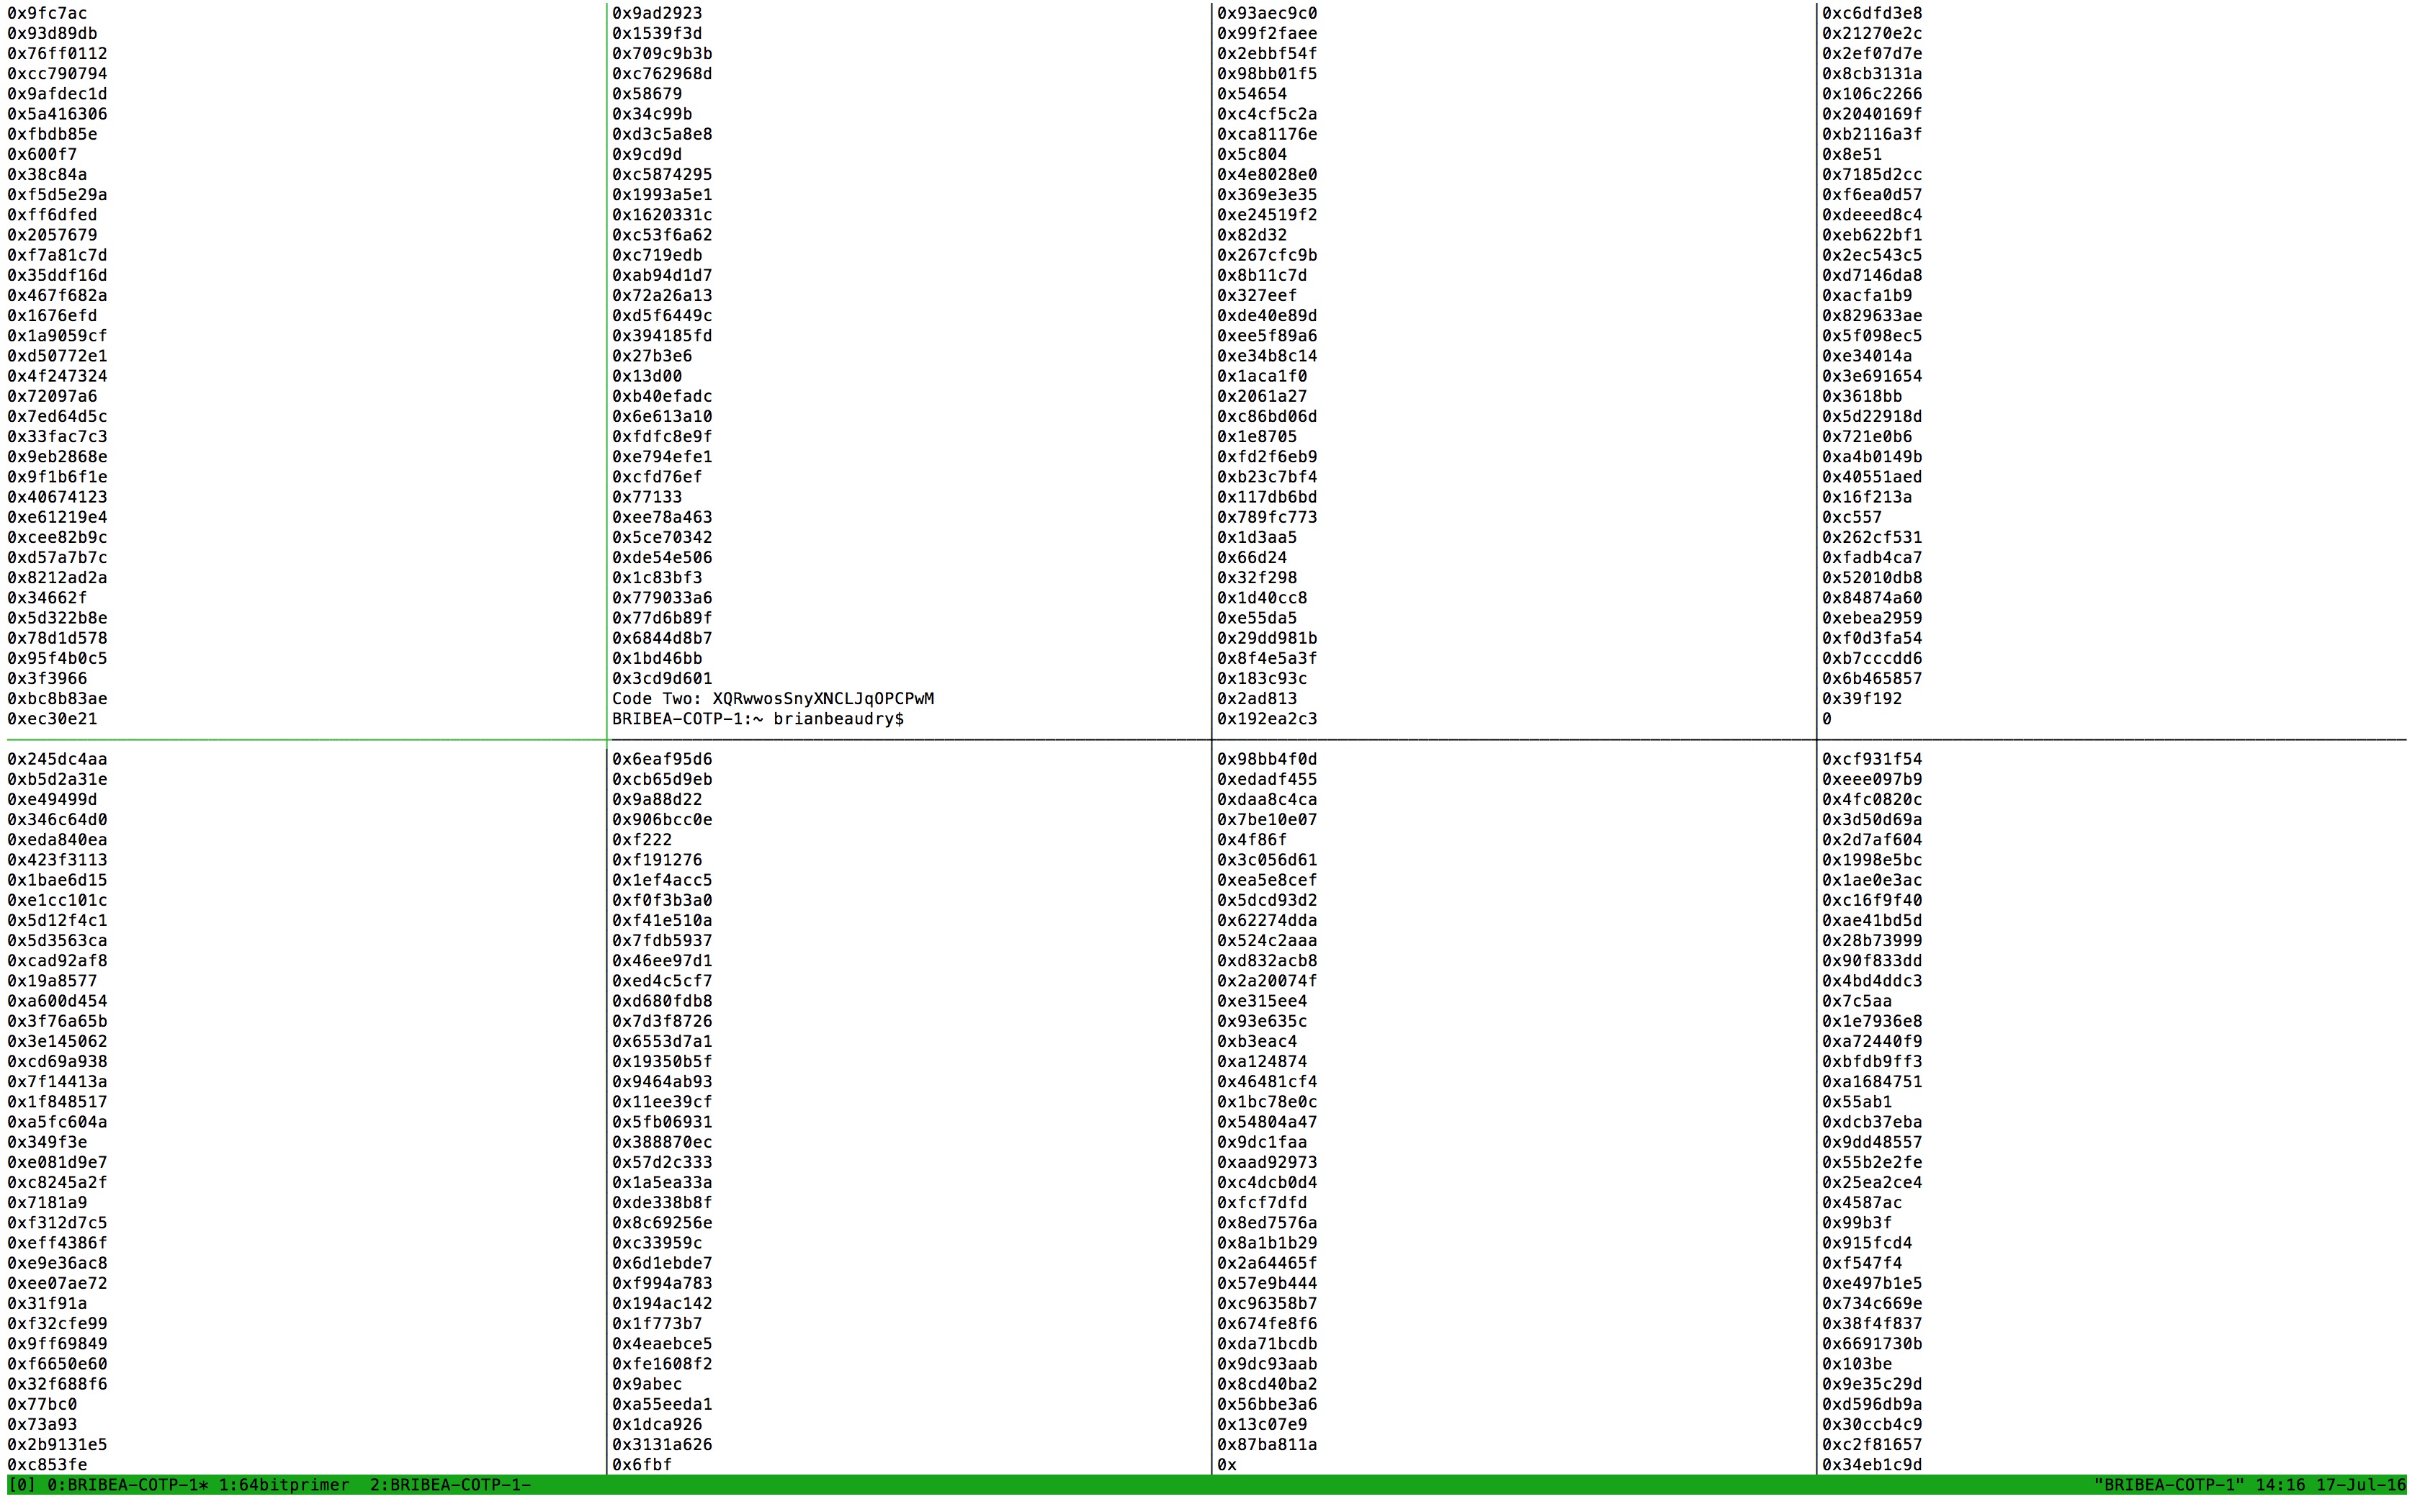 0x9fc7ac
0x93d89db
0x76ff0112
0xcc790794
0x9afdec1d
0x5a416306
0xfbdb85e
0x600f7
0x38c84a
0xf5d5e29a
0xff6dfed
0x2057679
0xf7a81c7d
0x35ddf16d
0x467f682a
0x1676efd
0x1a9059cf
0xd50772e1
0x4f247324
0x72097a6
0x7ed64d5c
0x33fac7c3
0x9eb2868e
0x9f1b6f1e
0x40674123
0xe61219e4
0xcee82b9c
0xd57a7b7c
0x8212ad2a
0x34662f
0x5d322b8e
0x78d1d578
0x95f4b0c5
0x3f3966
0xbc8b83ae
0xec30e21
0x9ad2923
0x1539f3d
0x709c9b3b
0xc762968d
0x58679
0x34c99b
0xd3c5a8e8
0x9cd9d
0xc5874295
0x1993a5e1
0x1620331c
0xc53f6a62
0xc719edb
0xab94d1d7
0x72a26a13
0xd5f6449c
0x394185fd
0x27b3e6
0x13d00
0xb40efadc
0x6e613a10
0xfdfc8e9f
0xe794efe1
0xcfd76ef
0x77133
0xee78a463
0x5ce70342
0xde54e506
0x1c83bf3
0x779033a6
0x77d6b89f
0x6844d8b7
0x1bd46bb
0x3cd9d601
Code Two: XQRwwosSnyXNCLJqOPCPwM
BRIBEA-COTP-1:~ brianbeaudry$
0x93aec9c0
0x99f2faee
0x2ebbf54f
0x98bb01f5
0x54654
0xc4cf5c2a
0xca81176e
0x5c804
0x4e8028e0
0x369e3e35
0xe24519f2
0x82d32
0x267cfc9b
0x8b11c7d
0x327eef
0xde40e89d
0xee5f89a6
0xe34b8c14
0x1aca1f0
0x2061a27
0xc86bd06d
0x1e8705
0xfd2f6eb9
0xb23c7bf4
0x117db6bd
0x789fc773
0x1d3aa5
0x66d24
0x32f298
0x1d40cc8
0xe55da5
0x29dd981b
0x8f4e5a3f
0x183c93c
0x2ad813
0x192ea2c3
0xc6dfd3e8
0x21270e2c
0x2ef07d7e
0x8cb3131a
0x106c2266
0x2040169f
0xb2116a3f
0x8e51
0x7185d2cc
0xf6ea0d57
0xdeeed8c4
0xeb622bf1
0x2ec543c5
0xd7146da8
0xacfa1b9
0x829633ae
0x5f098ec5
0xe34014a
0x3e691654
0x3618bb
0x5d22918d
0x721e0b6
0xa4b0149b
0x40551aed
0x16f213a
0xc557
0x262cf531
0xfadb4ca7
0x52010db8
0x84874a60
0xebea2959
0xf0d3fa54
0xb7cccdd6
0x6b465857
0x39f192
0
0x245dc4aa
0xb5d2a31e
0xe49499d
0x346c64d0
0xeda840ea
0x423f3113
0x1bae6d15
0xe1cc101c
0x5d12f4c1
0x5d3563ca
0xcad92af8
0x19a8577
0xa600d454
0x3f76a65b
0x3e145062
0xcd69a938
0x7f14413a
0x1f848517
0xa5fc604a
0x349f3e
0xe081d9e7
0xc8245a2f
0x7181a9
0xf312d7c5
0xeff4386f
0xe9e36ac8
0xee07ae72
0x31f91a
0xf32cfe99
0x9ff69849
0xf6650e60
0x32f688f6
0x77bc0
0x73a93
0x2b9131e5
0xc853fe
0x6eaf95d6
0xcb65d9eb
0x9a88d22
0x906bcc0e
0xf222
0xf191276
0x1ef4acc5
0xf0f3b3a0
0xf41e510a
0x7fdb5937
0x46ee97d1
0xed4c5cf7
0xd680fdb8
0x7d3f8726
0x6553d7a1
0x19350b5f
0x9464ab93
0x11ee39cf
0x5fb06931
0x388870ec
0x57d2c333
0x1a5ea33a
0xde338b8f
0x8c69256e
0xc33959c
0x6d1ebde7
0xf994a783
0x194ac142
0x1f773b7
0x4eaebce5
0xfe1608f2
0x9abec
0xa55eeda1
0x1dca926
0x3131a626
0x6fbf
0x98bb4f0d
0xedadf455
0xdaa8c4ca
0x7be10e07
0x4f86f
0x3c056d61
0xea5e8cef
0x5dcd93d2
0x62274dda
0x524c2aaa
0xd832acb8
0x2a20074f
0xe315ee4
0x93e635c
0xb3eac4
0xa124874
0x46481cf4
0x1bc78e0c
0x54804a47
0x9dc1faa
0xaad92973
0xc4dcb0d4
0xfcf7dfd
0x8ed7576a
0x8a1b1b29
0x2a64465f
0x57e9b444
0xc96358b7
0x674fe8f6
0xda71bcdb
0x9dc93aab
0x8cd40ba2
0x56bbe3a6
0x13c07e9
0x87ba811a
0x
0xcf931f54
0xeee097b9
0x4fc0820c
0x3d50d69a
0x2d7af604
0x1998e5bc
0x1ae0e3ac
0xc16f9f40
0xae41bd5d
0x28b73999
0x90f833dd
0x4bd4ddc3
0x7c5aa
0x1e7936e8
0xa72440f9
0xbfdb9ff3
0xa1684751
0x55ab1
0xdcb37eba
0x9dd48557
0x55b2e2fe
0x25ea2ce4
0x4587ac
0x99b3f
0x915fcd4
0xf547f4
0xe497b1e5
0x734c669e
0x38f4f837
0x6691730b
0x103be
0x9e35c29d
0xd596db9a
0x30ccb4c9
0xc2f81657
0x34eb1c9d
[0] 0:BRIBEA-COTP-1* 1:64bitprimer  2:BRIBEA-COTP-1- "BRIBEA-COTP-1" 14:16 17-Jul-16